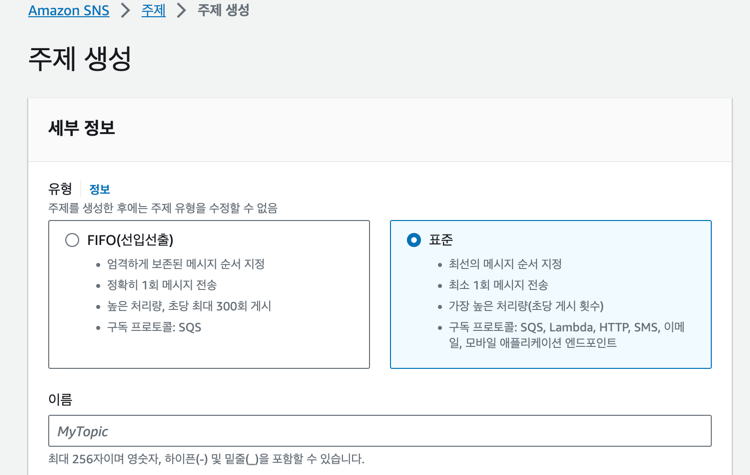 Amazon SNS > 주제 > 주제 생성
주제 생성
세부 정보
유형 정보
주제를 생성한 후에는 주제 유형을 수정할 수 없음
FIFO(선입선출)
• 엄격하게 보존된 메시지 순서 지정
• 정확히 1회 메시지 전송
• 높은 처리량, 초당 최대 300회 게시
• 구독 프로토콜: SQS
표준
• 최선의 메시지 순서 지정
• 최소 1회 메시지 전송
• 가장 높은 처리량(초당 게시 횟수)
• 구독 프로토콜: SQS, Lambda, HTTP, SMS, 이메
일, 모바일 애플리케이션 엔드포인트
이름
MyTopic
최대 256자이며 영숫자, 하이픈(-) 및 밑줄(_)을 포함할 수 있습니다.